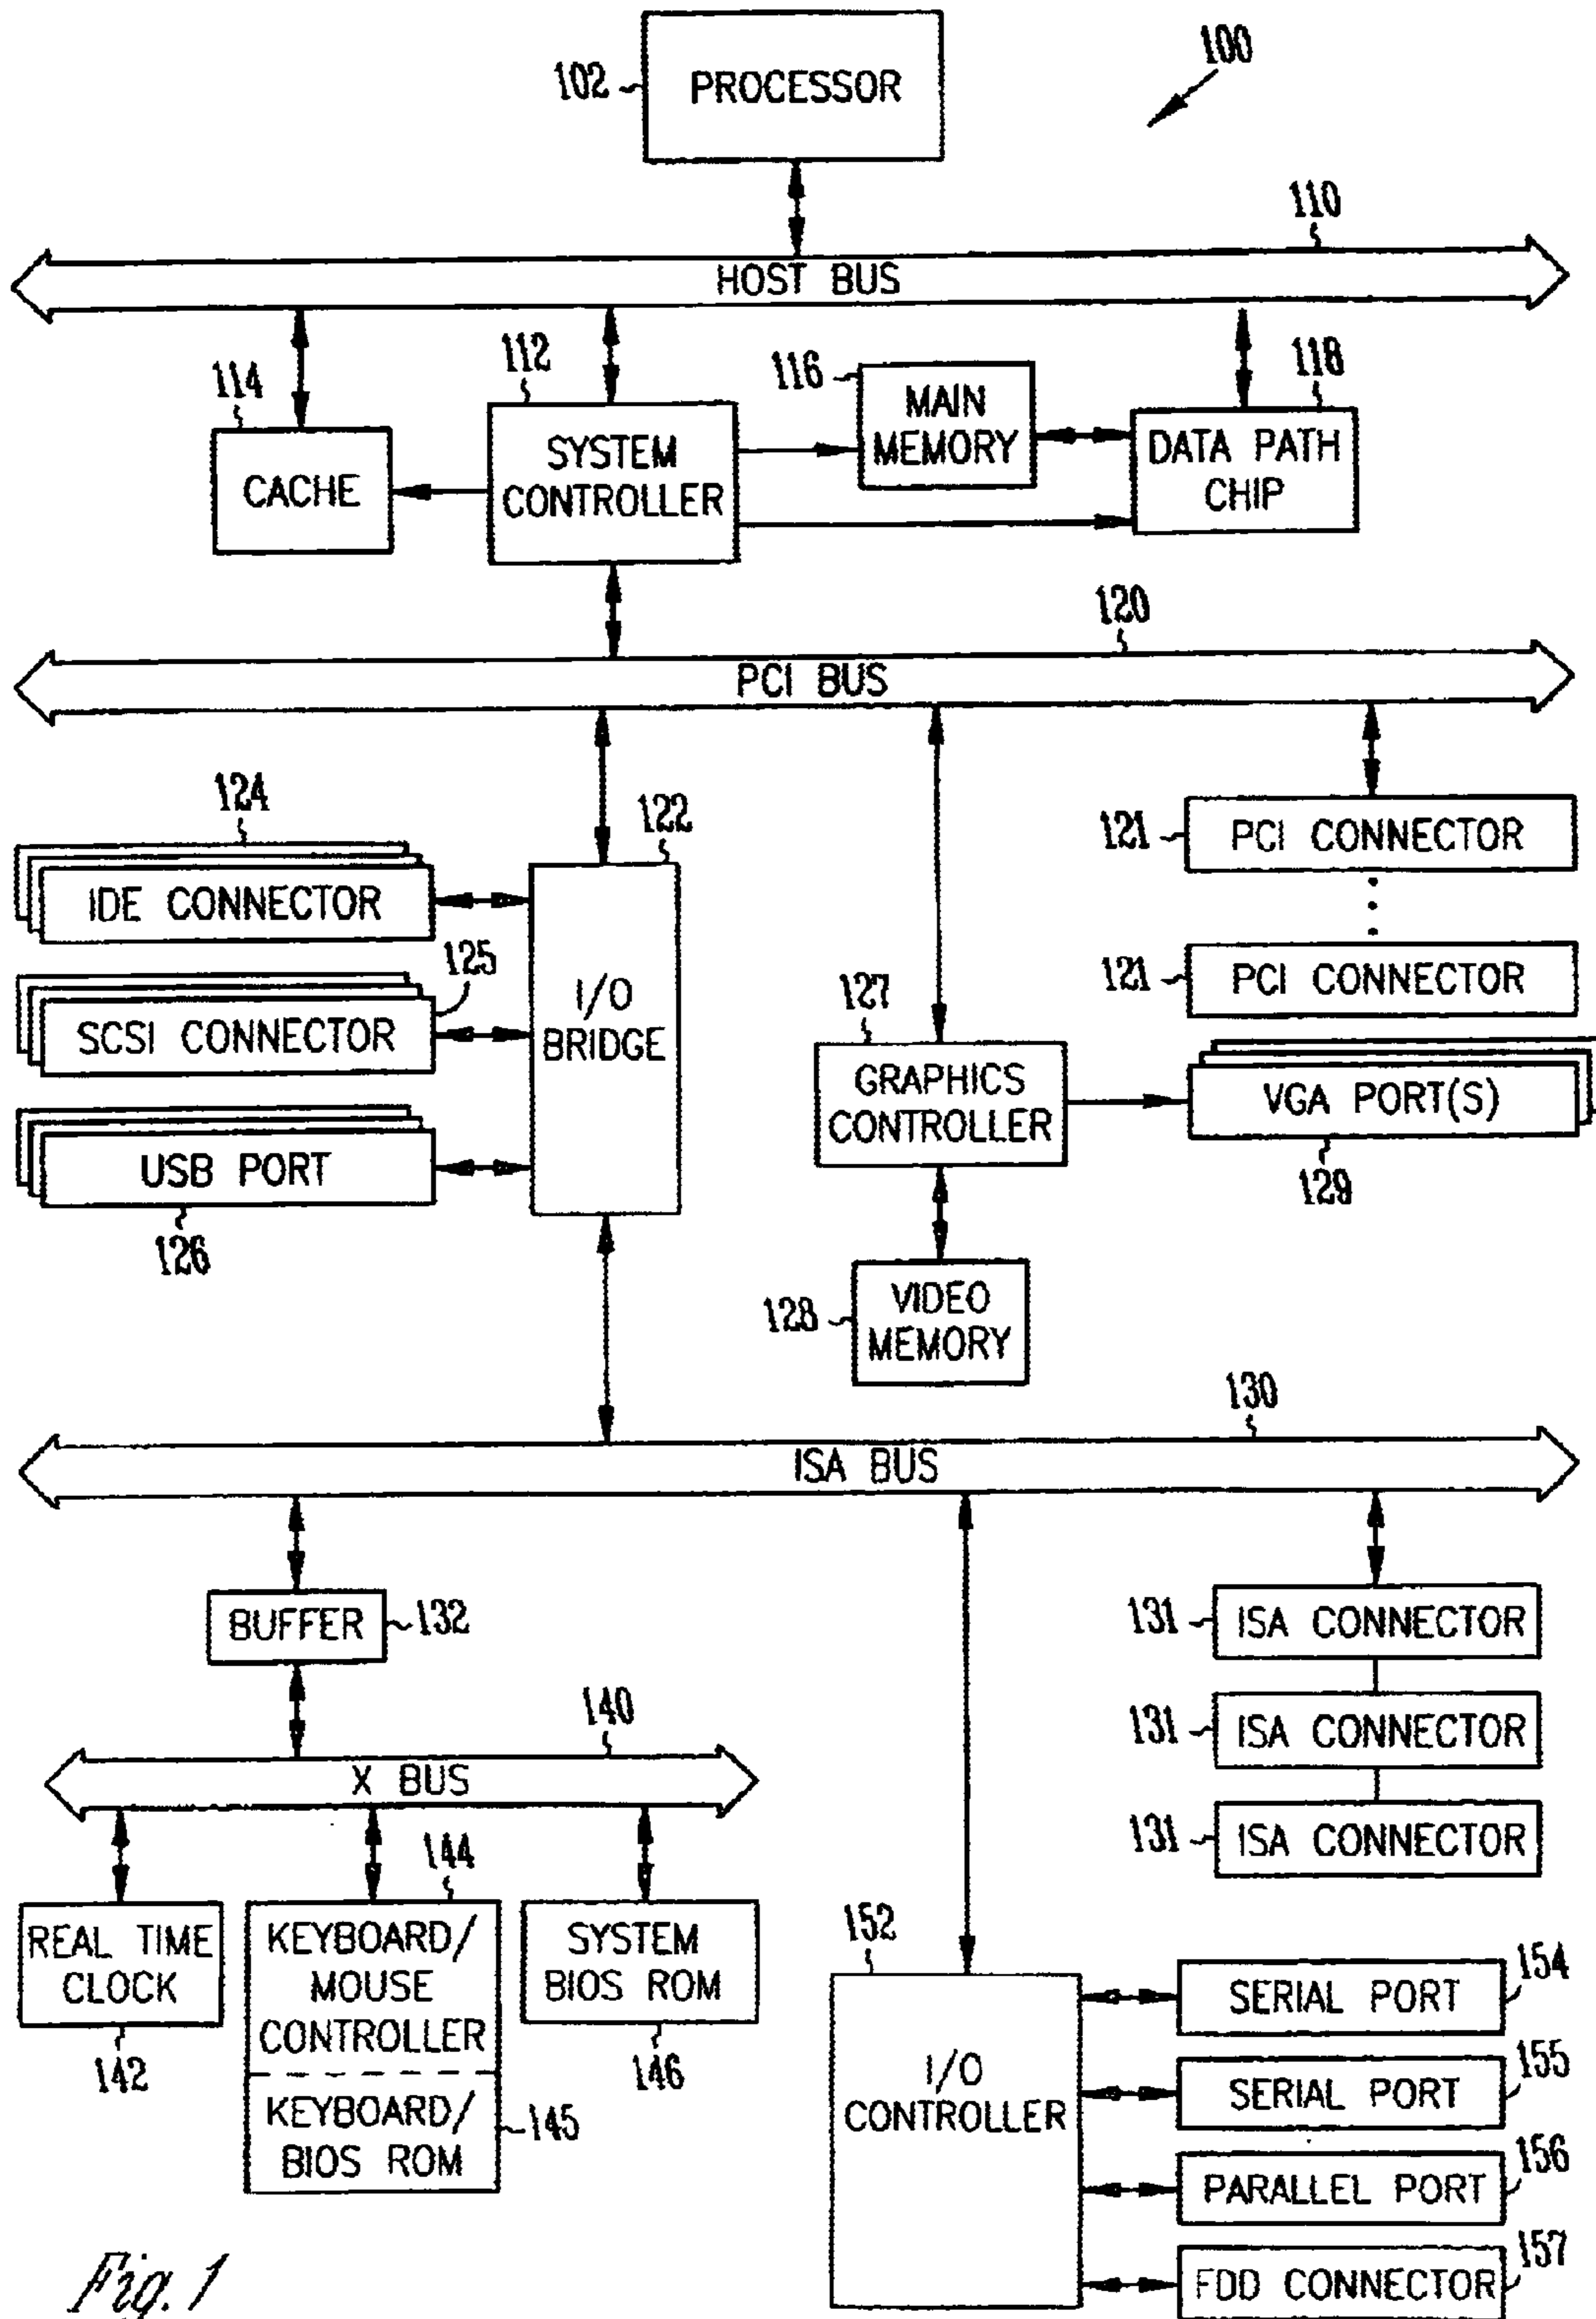 100
102
PROCESSOR
110
HOST BUS
112
114
116
118
MAIN
MEMORY
SYSTEM
CONTROLLER
DATA PATH
CHIP
CACHE
120
PCI BUS
124
122
121
PCI CONNECTOR
IDE CONNECTOR
125
121
PCI CONNECTOR
I/O
BRIDGE
SCSI CONNECTOR
127
GRAPHICS
CONTROLLER
VGA PORT(S)
129
USB PORT
126
128
VIDEO
MEMORY
130
ISA BUS
BUFFER
132
131
ISA CONNECTOR
131
ISA CONNECTOR
131
ISA CONNECTOR
140
X BUS
144
REAL TIME
CLOCK
142
KEYBOARD/
MOUSE
CONTROLLER
KEYBOARD/
BIOS ROM
145
SYSTEM
BIOS ROM
146
152
I/O
CONTROLLER
SERIAL PORT
154
SERIAL PORT
155
PARALLEL PORT
156
FDD CONNECTOR
157
Fig. 1